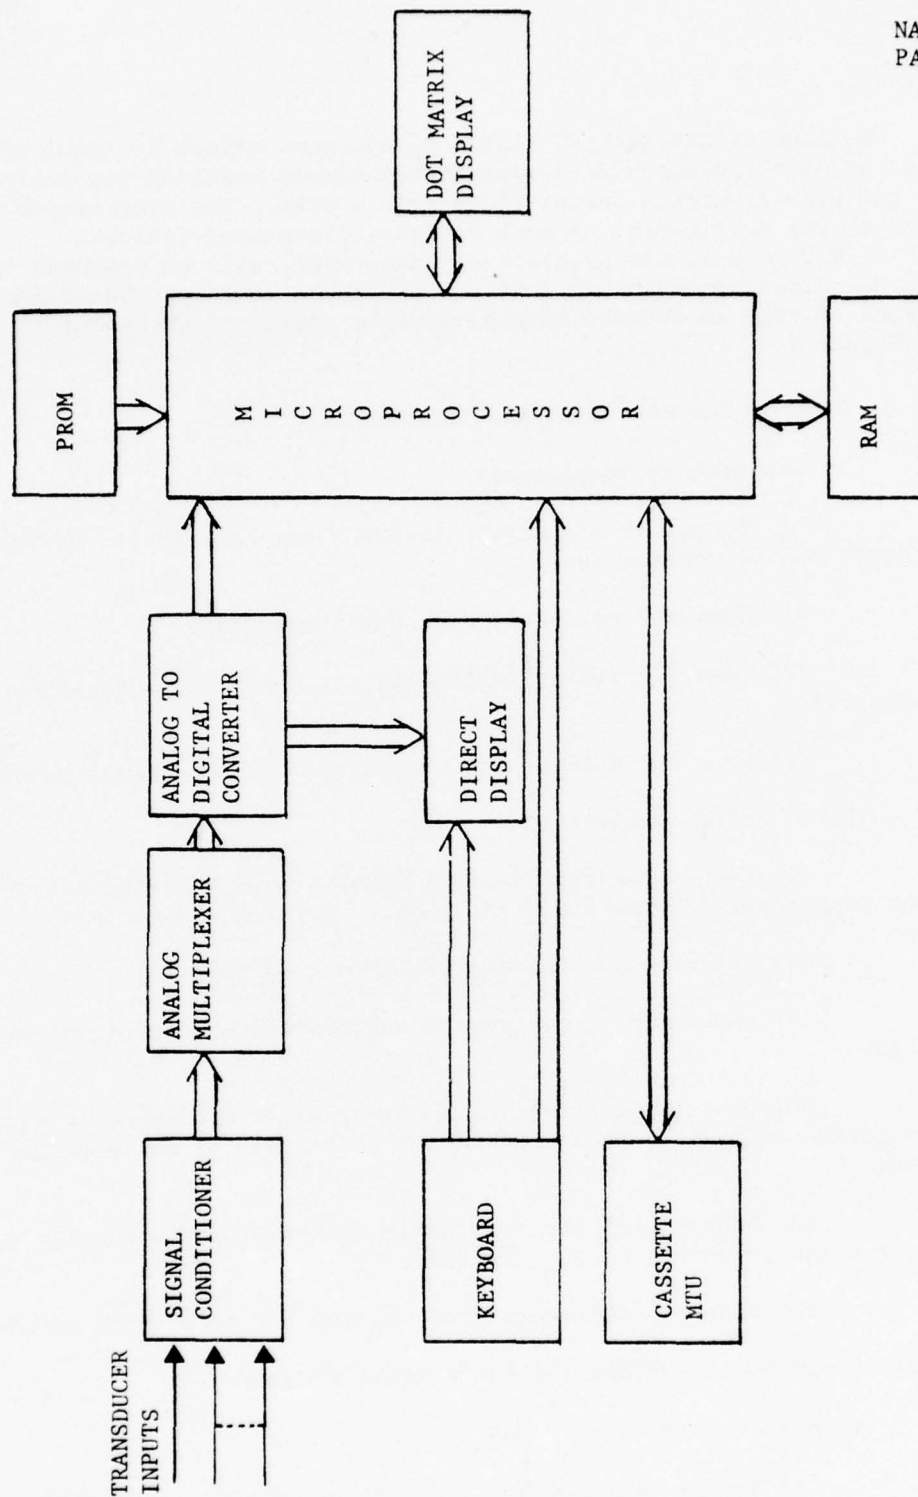 NA
PA
TRANSDUCER
INPUTS
SIGNAL
CONDITIONER
ANALOG
MULTIPLEXER
ANALOG TO
DIGITAL
CONVERTER
PROM
MICROPROCESSOR
DOT MATRIX
DISPLAY
DIRECT
DISPLAY
KEYBOARD
CASSETTE
MTU
RAM